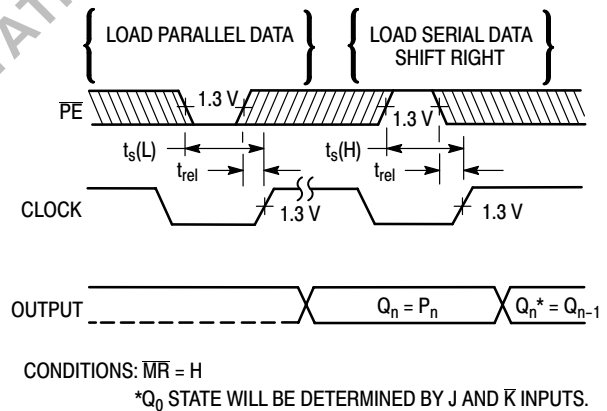 LOAD PARALLEL DATA
LOAD SERIAL DATA
SHIFT RIGHT
PE̅ 1.3 V 1.3 V
ts(L) ts(H)
trel trel
CLOCK 1.3 V 1.3 V
OUTPUT Qn = Pn Qn* = Qn–1
CONDITIONS: M̅R̅ = H
*Q0 STATE WILL BE DETERMINED BY J AND K̅ INPUTS.